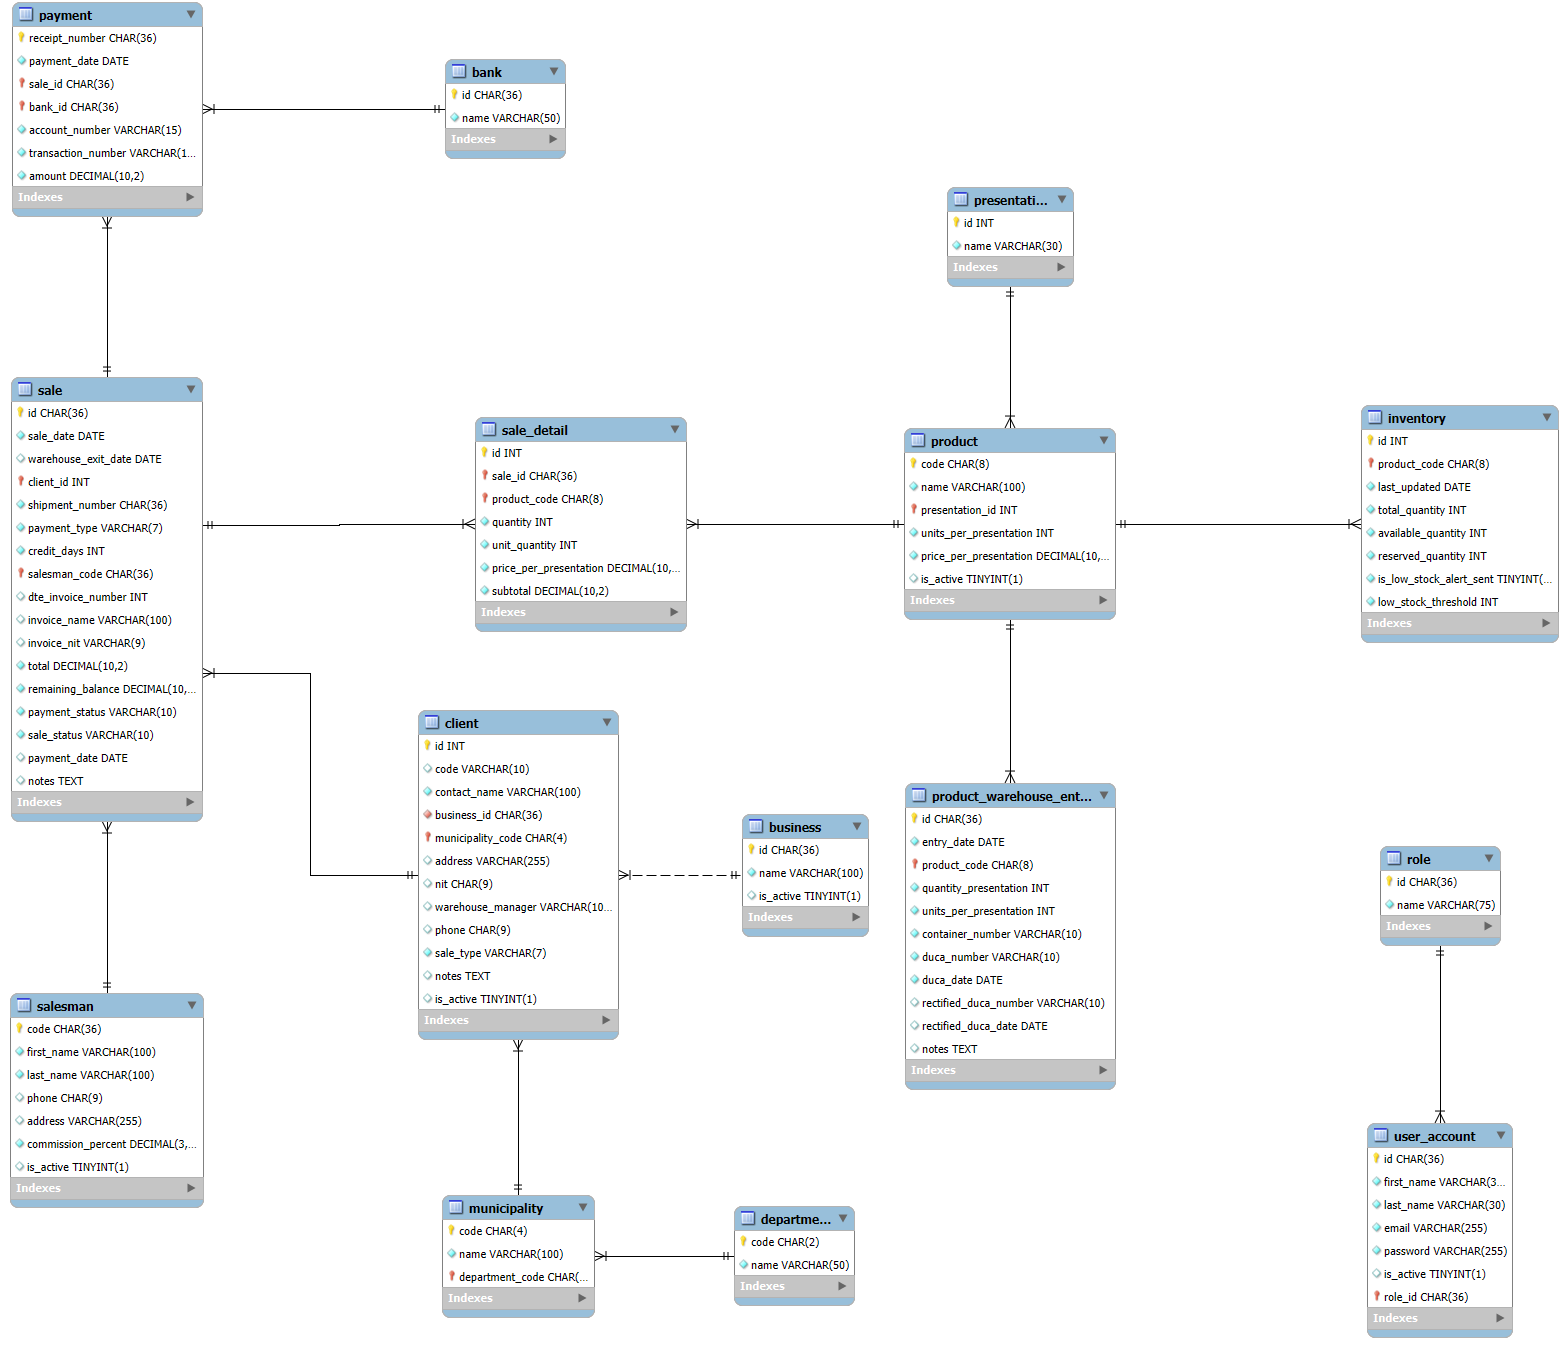 payment
receipt_number CHAR(36)
payment_date DATE
sale_id CHAR(36)
bank_id CHAR(36)
account_number VARCHAR(15)
transaction_number VARCHAR(1...
amount DECIMAL(10,2)
Indexes
bank
id CHAR(36)
name VARCHAR(50)
Indexes
presentati...
id INT
name VARCHAR(30)
Indexes
sale
id CHAR(36)
sale_date DATE
warehouse_exit_date DATE
client_id INT
shipment_number CHAR(36)
payment_type VARCHAR(7)
credit_days INT
salesman_code CHAR(36)
dte_invoice_number INT
invoice_name VARCHAR(100)
invoice_nit VARCHAR(9)
total DECIMAL(10,2)
remaining_balance DECIMAL(10,...
payment_status VARCHAR(10)
sale_status VARCHAR(10)
payment_date DATE
notes TEXT
Indexes
sale_detail
id INT
sale_id CHAR(36)
product_code CHAR(8)
quantity INT
unit_quantity INT
price_per_presentation DECIMAL(10,...
subtotal DECIMAL(10,2)
Indexes
product
code CHAR(8)
name VARCHAR(100)
presentation_id INT
units_per_presentation INT
price_per_presentation DECIMAL(10,...
is_active TINYINT(1)
Indexes
inventory
id INT
product_code CHAR(8)
last_updated DATE
total_quantity INT
available_quantity INT
reserved_quantity INT
is_low_stock_alert_sent TINYINT(...
low_stock_threshold INT
Indexes
client
id INT
code VARCHAR(10)
contact_name VARCHAR(100)
business_id CHAR(36)
municipality_code CHAR(4)
address VARCHAR(255)
nit CHAR(9)
warehouse_manager VARCHAR(10...
phone CHAR(9)
sale_type VARCHAR(7)
notes TEXT
is_active TINYINT(1)
Indexes
business
id CHAR(36)
name VARCHAR(100)
is_active TINYINT(1)
Indexes
product_warehouse_ent...
id CHAR(36)
entry_date DATE
product_code CHAR(8)
quantity_presentation INT
units_per_presentation INT
container_number VARCHAR(10)
duca_number VARCHAR(10)
duca_date DATE
rectified_duca_number VARCHAR(10)
rectified_duca_date DATE
notes TEXT
Indexes
role
id CHAR(36)
name VARCHAR(75)
Indexes
salesman
code CHAR(36)
first_name VARCHAR(100)
last_name VARCHAR(100)
phone CHAR(9)
address VARCHAR(255)
commission_percent DECIMAL(3,...
is_active TINYINT(1)
Indexes
municipality
code CHAR(4)
name VARCHAR(100)
department_code CHAR(...
Indexes
departme...
code CHAR(2)
name VARCHAR(50)
Indexes
user_account
id CHAR(36)
first_name VARCHAR(3...
last_name VARCHAR(30)
email VARCHAR(255)
password VARCHAR(255)
is_active TINYINT(1)
role_id CHAR(36)
Indexes